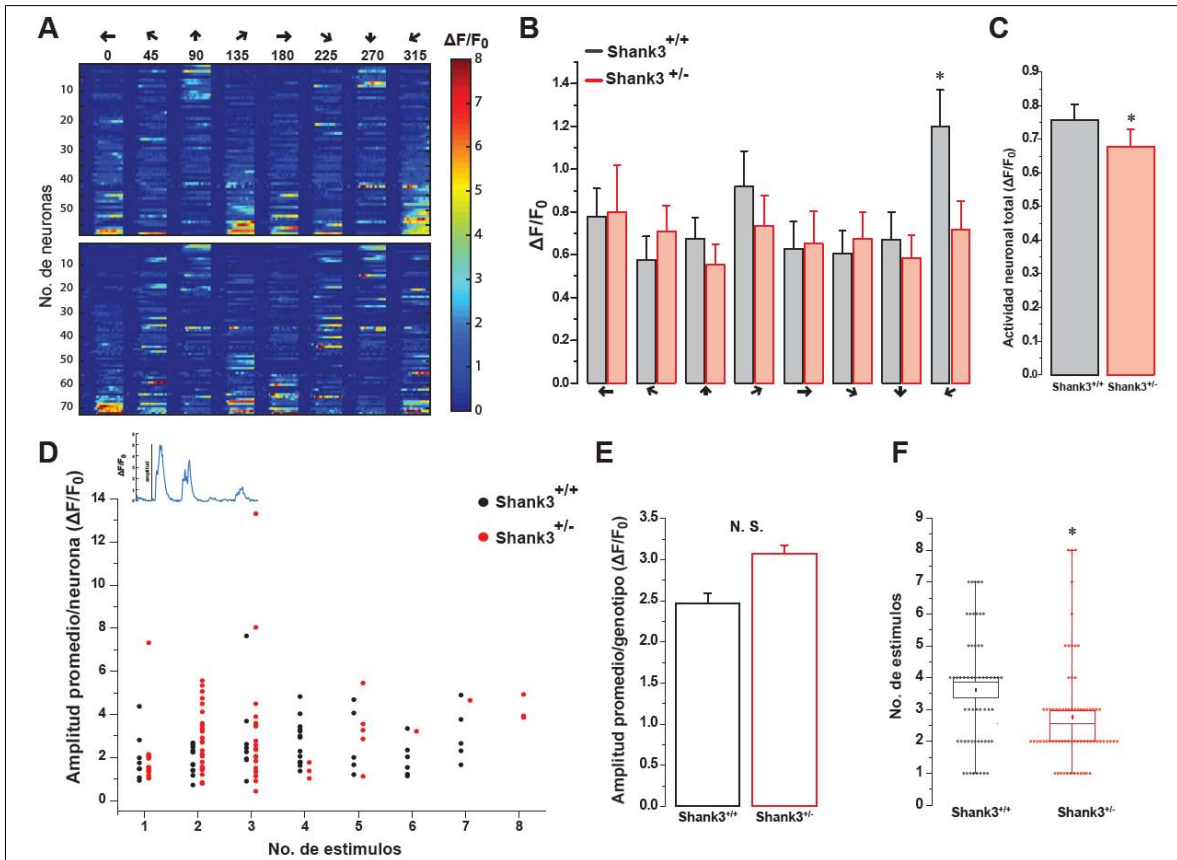 A
0 45 90 135 180 225 270 315
ΔF/F0
8
7
6
5
4
3
2
1
0
No. de neuronas
10
20
30
40
50
10
20
30
40
50
60
70
B
Shank3+/+
Shank3+/-
*
ΔF/F0
1.4
1.2
1.0
0.8
0.6
0.4
0.2
0.0
C
Actividad neuronal total (ΔF/F0)
0.9
0.8
0.7
0.6
0.5
0.4
0.3
0.2
0.1
0.0
*
Shank3+/+ Shank3+/-
D
ΔF/F0
amplitud
Amplitud promedio/neurona (ΔF/F0)
14
12
10
8
6
4
2
0
Shank3+/+
Shank3+/-
1 2 3 4 5 6 7 8
No. de estimulos
E
N. S.
Amplitud promedio/genotipo (ΔF/F0)
3.5
3.0
2.5
2.0
1.5
1.0
0.5
0.0
Shank3+/+ Shank3+/-
F
*
No. de estimulos
9
8
7
6
5
4
3
2
1
0
Shank3+/+ Shank3+/-